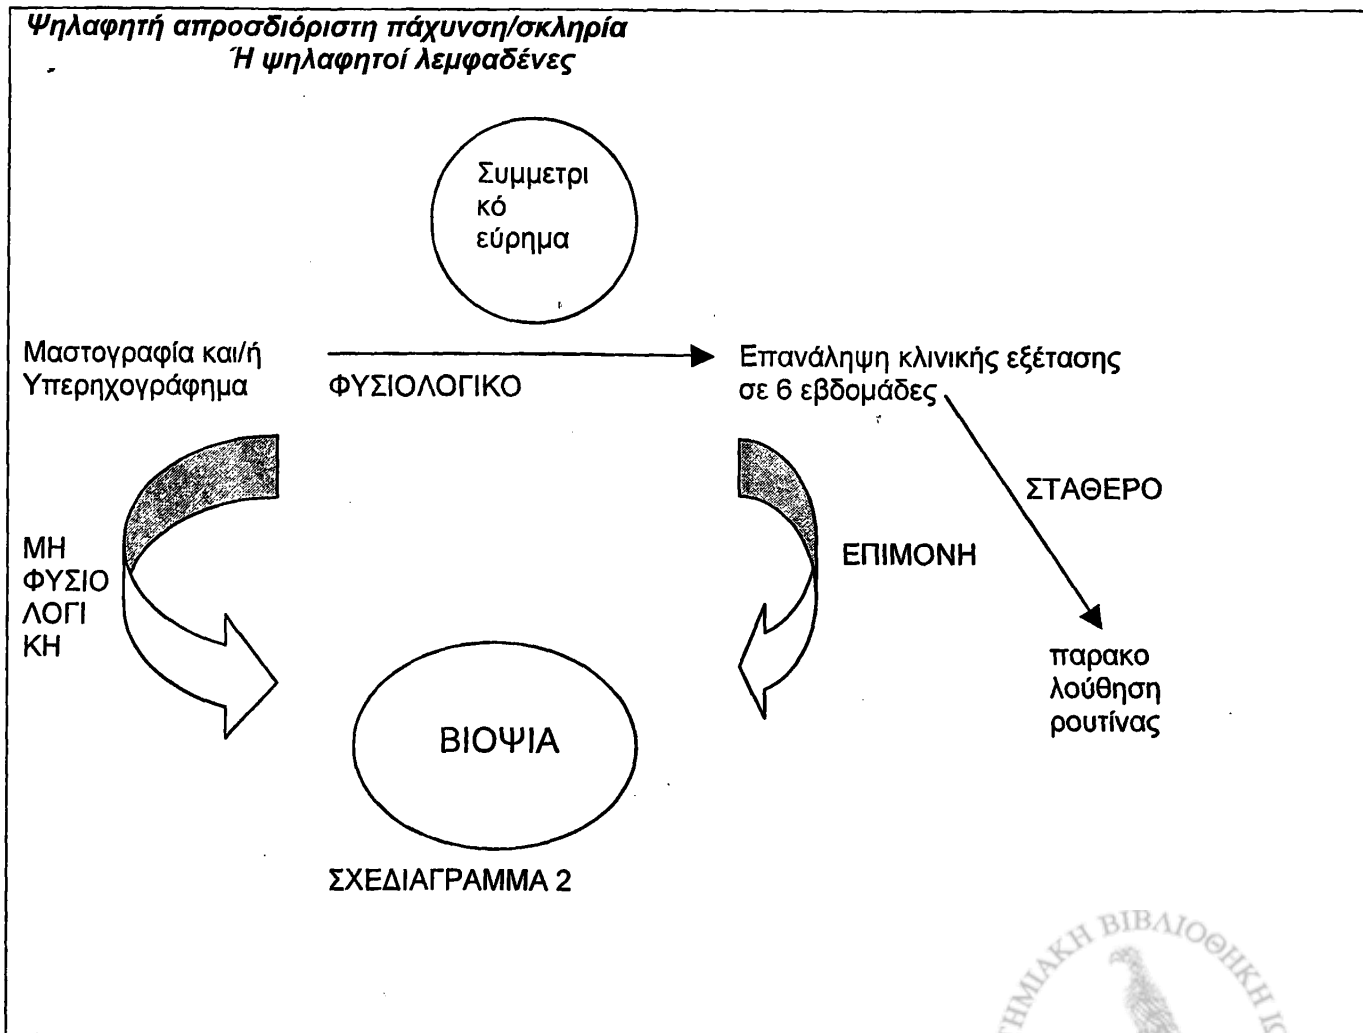 Ψηλαφητή απροσδιόριστη πάχυνση/σκληρία
Ή ψηλαφητοί λεμφαδένες
Συμμετρι
κό
εύρημα
Μαστογραφία και/ή
Υπερηχογράφημα
ΦΥΣΙΟΛΟΓΙΚΟ
Επανάληψη κλινικής εξέτασης
σε 6 εβδομάδες
ΣΤΑΘΕΡΟ
ΜΗ
ΦΥΣΙΟ
ΛΟΓΙ
ΚΗ
ΕΠΙΜΟΝΗ
παρακο
λούθηση
ρουτίνας
ΒΙΟΨΙΑ
ΣΧΕΔΙΑΓΡΑΜΜΑ 2
ΒΙΒΛΙΟΘΗΚΗ